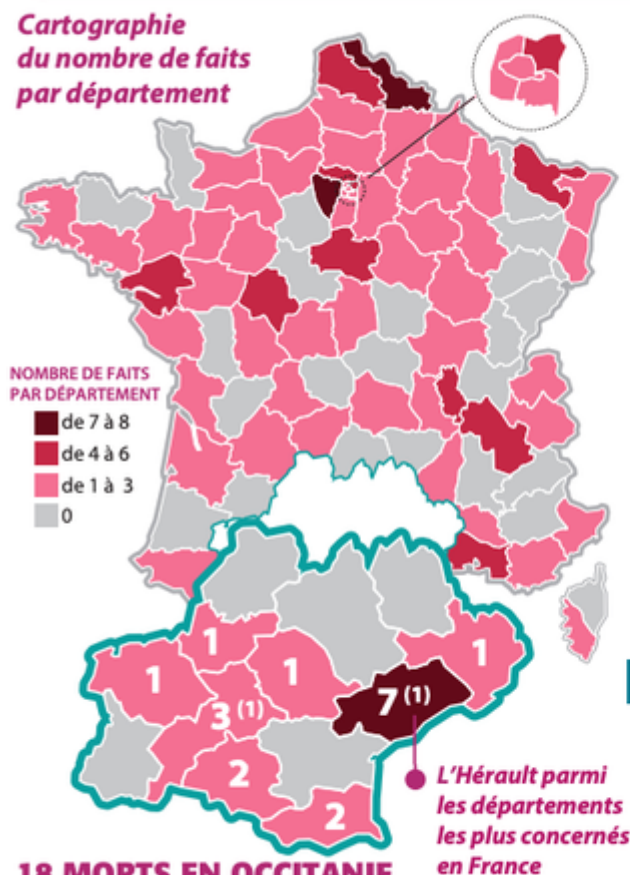 Cartographie
du nombre de faits
par département
NOMBRE DE FAITS
PAR DÉPARTEMENT
de 7 à 8
de 4 à 6
de 1 à 3
0
1
1
1
1
7 (1)
3 (1)
2
2
L'Hérault parmi
les départements
les plus concernés
en France
18 MORTS EN OCCITANIE